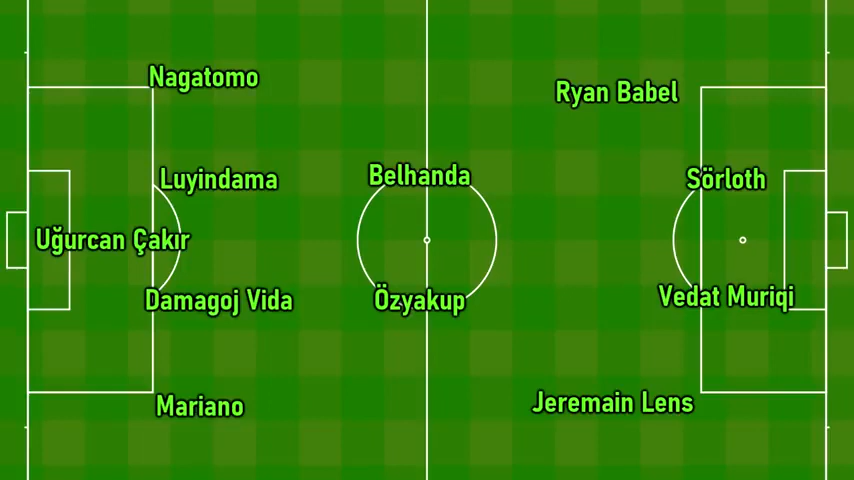 Nagatomo
Ryan Babel
Luyindama
Belhanda
Sörloth
Uğurcan Çakır
Damagoj Vida
Özyakup
Vedat Muriqi
Mariano
Jeremain Lens